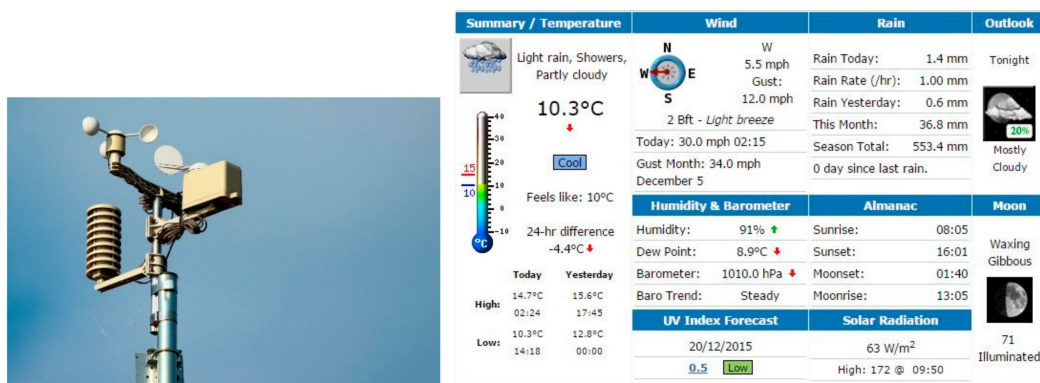 Summary / Temperature
Light rain, Showers,
Partly cloudy
10.3°C
Cool
Feels like: 10°C
24-hr difference
-4.4°C
40
30
20
15
10
10
0
-10
°C
Today Yesterday
High: 14.7°C 15.6°C
02:24 17:45
Low: 10.3°C 12.8°C
14:18 00:00
Wind
N
W E
S
W
5.5 mph
Gust:
12.0 mph
2 Bft - Light breeze
Today: 30.0 mph 02:15
Gust Month: 34.0 mph
December 5
Rain
Rain Today: 1.4 mm
Rain Rate (/hr): 1.00 mm
Rain Yesterday: 0.6 mm
This Month: 36.8 mm
Season Total: 553.4 mm
0 day since last rain.
Outlook
Tonight
20%
Mostly
Cloudy
Humidity & Barometer
Humidity: 91%
Dew Point: 8.9°C
Barometer: 1010.0 hPa
Baro Trend: Steady
Almanac
Sunrise: 08:05
Sunset: 16:01
Moonset: 01:40
Moonrise: 13:05
Moon
Waxing
Gibbous
71
Illuminated
UV Index Forecast
20/12/2015
0.5 Low
Solar Radiation
63 W/m²
High: 172 @ 09:50